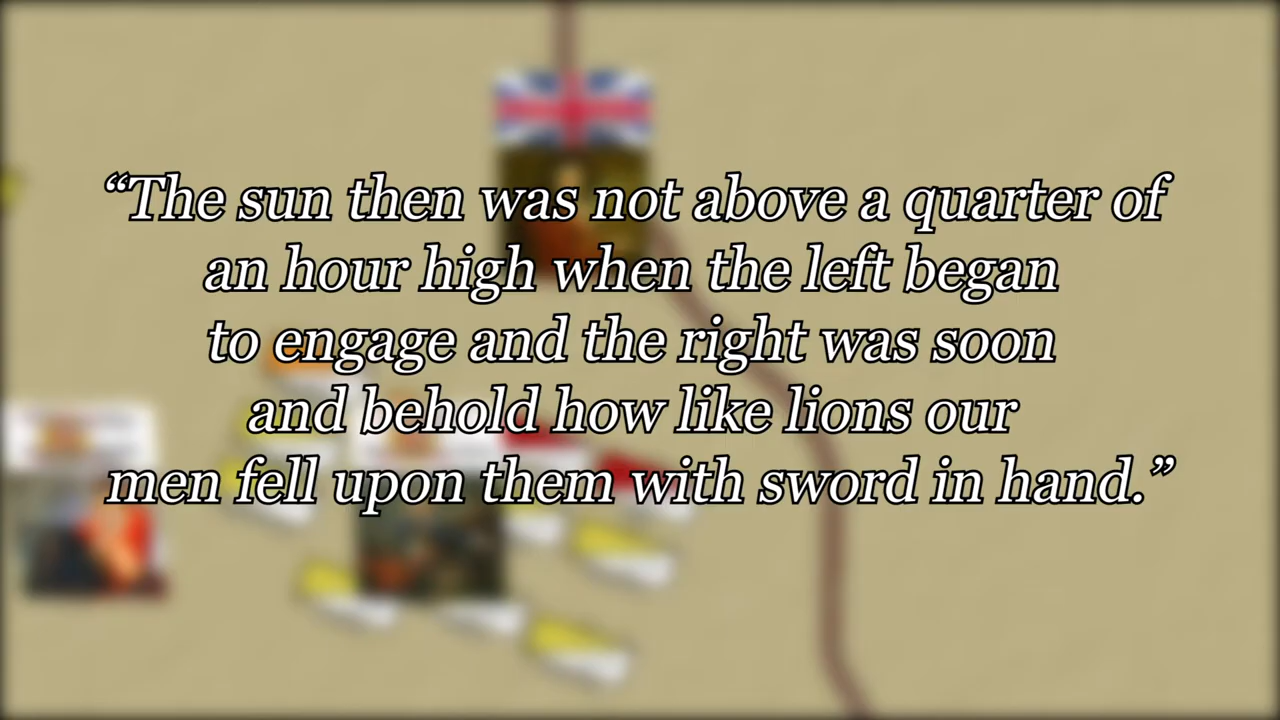 “The sun then was not above a quarter of
an hour high when the left began
to engage and the right was soon
and behold how like lions our
men fell upon them with sword in hand.”